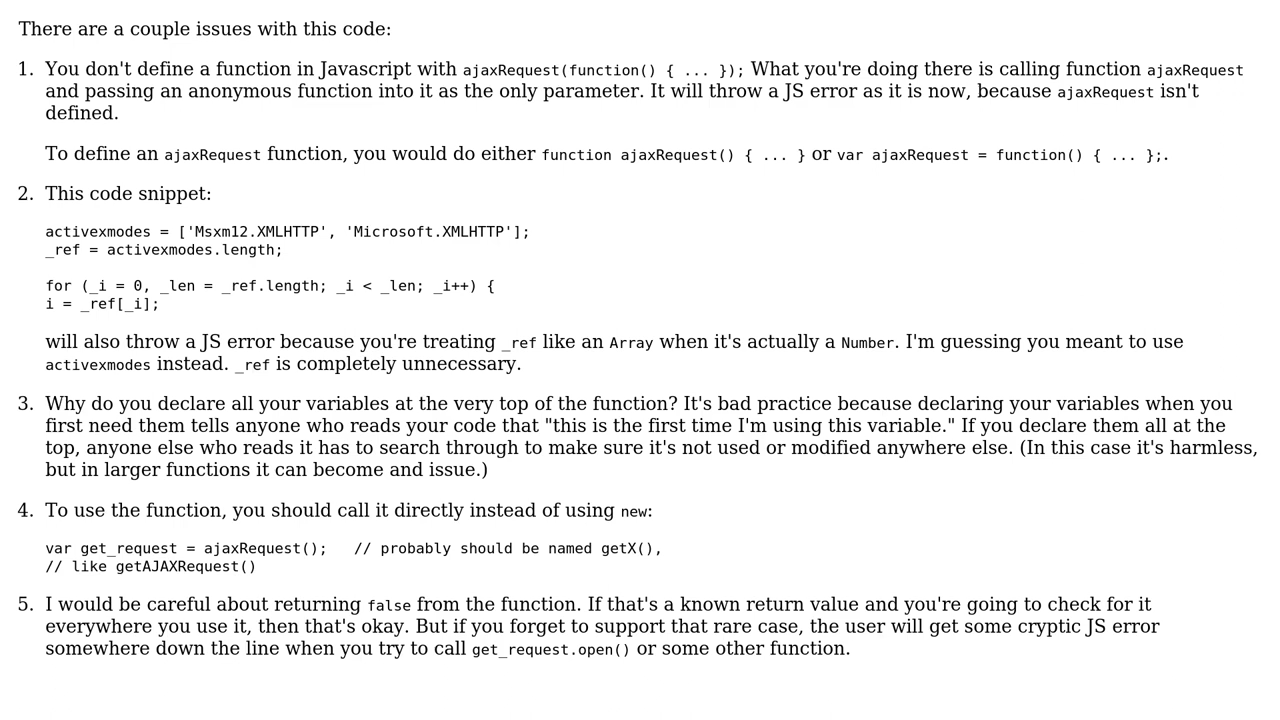 There are a couple issues with this code:
1. You don't define a function in Javascript with ajaxRequest(function() { ... }); What you're doing there is calling function ajaxRequest
and passing an anonymous function into it as the only parameter. It will throw a JS error as it is now, because ajaxRequest isn't
defined.
To define an ajaxRequest function, you would do either function ajaxRequest() { ... } or var ajaxRequest = function() { ... };.
2. This code snippet:
activexmodes = ['Msxm12.XMLHTTP', 'Microsoft.XMLHTTP'];
_ref = activexmodes.length;
for (_i = 0, _len = _ref.length; _i < _len; _i++) {
i = _ref[_i];
will also throw a JS error because you're treating _ref like an Array when it's actually a Number. I'm guessing you meant to use
activexmodes instead. _ref is completely unnecessary.
3. Why do you declare all your variables at the very top of the function? It's bad practice because declaring your variables when you
first need them tells anyone who reads your code that "this is the first time I'm using this variable." If you declare them all at the
top, anyone else who reads it has to search through to make sure it's not used or modified anywhere else. (In this case it's harmless,
but in larger functions it can become and issue.)
4. To use the function, you should call it directly instead of using new:
var get_request = ajaxRequest();   // probably should be named getX(),
// like getAJAXRequest()
5. I would be careful about returning false from the function. If that's a known return value and you're going to check for it
everywhere you use it, then that's okay. But if you forget to support that rare case, the user will get some cryptic JS error
somewhere down the line when you try to call get_request.open() or some other function.